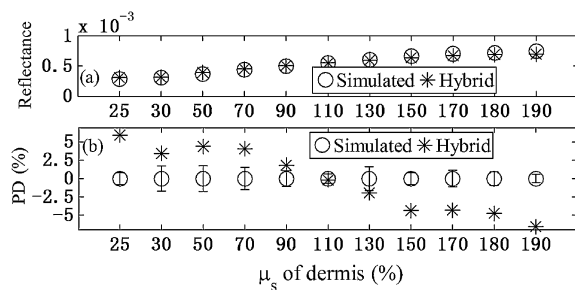 x 10⁻³
Reflectance
1
0.5
0
(a)
Simulated Hybrid
25 30 50 70 90 110 130 150 170 180 190
PD (%)
5
2.5
0
-2.5
-5
(b)
Simulated Hybrid
25 30 50 70 90 110 130 150 170 180 190
μs of dermis (%)